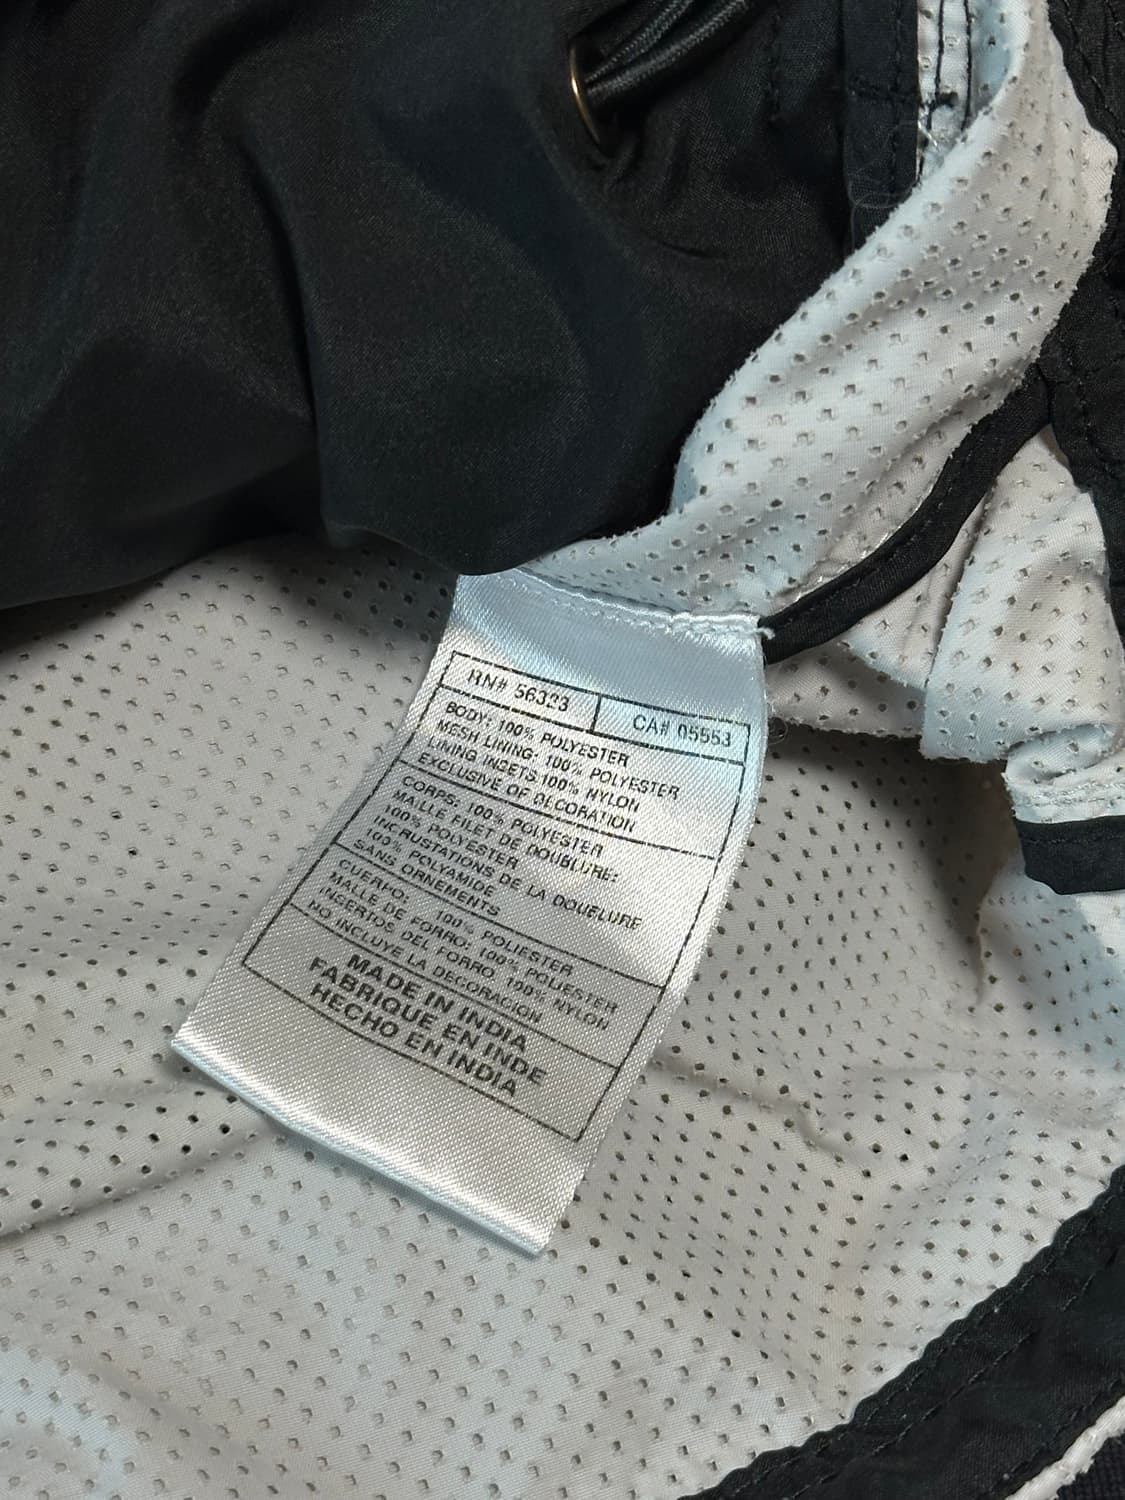 RN# 56323 CA# 05553
BODY: 100% POLYESTER
MESH LINING: 100% POLYESTER
LINING INSETS 100% NYLON
EXCLUSIVE OF DECORATION
CORPS: 100% POLYESTER
MAILLE FILET DE DOUBLURE:
100% POLYESTER
INCRUSTATIONS DE LA DOUBLURE
100% POLYAMIDE
SANS ORNEMENTS
CUERPO: 100% POLIESTER
MALLE DE FORRO: 100% POLIESTER
INSERTOS DEL FORRO, 100% NYLON
NO INCLUYE LA DECORACION
MADE IN INDIA
FABRIQUE EN INDE
HECHO EN INDIA